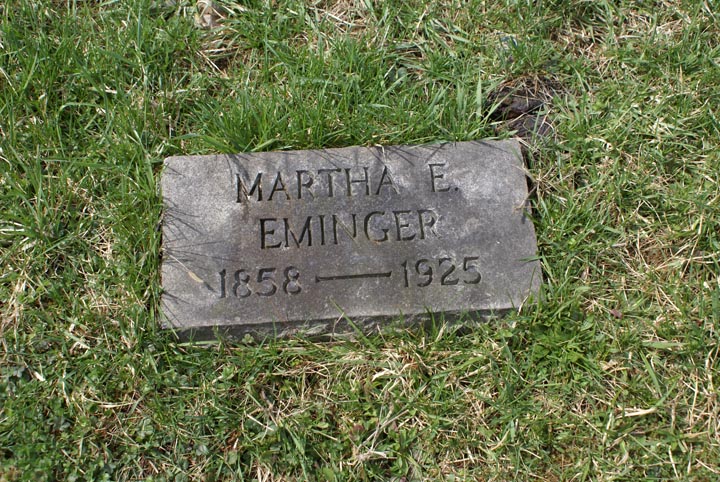 MARTHA E.
EMINGER
1858 — 1925